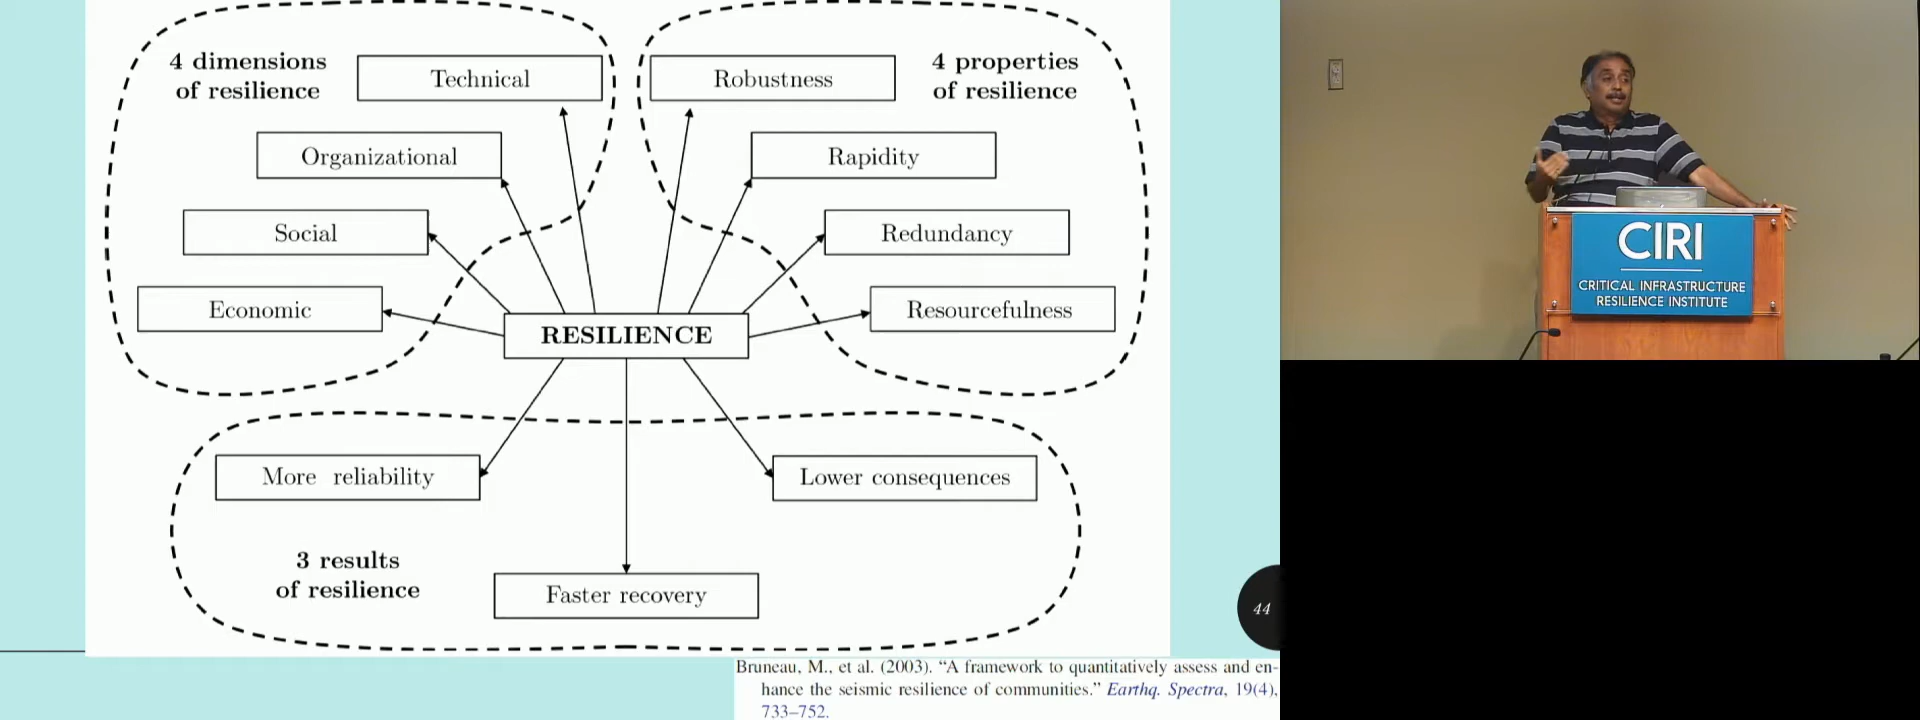 4 dimensions
of resilience
Technical
Organizational
Social
Economic
Robustness
4 properties
of resilience
Rapidity
Redundancy
Resourcefulness
RESILIENCE
More reliability
Lower consequences
3 results
of resilience
Faster recovery
44
Bruneau, M., et al. (2003). “A framework to quantitatively assess and en-
hance the seismic resilience of communities.” Earthq. Spectra, 19(4),
733–752.
CIRI
CRITICAL INFRASTRUCTURE
RESILIENCE INSTITUTE